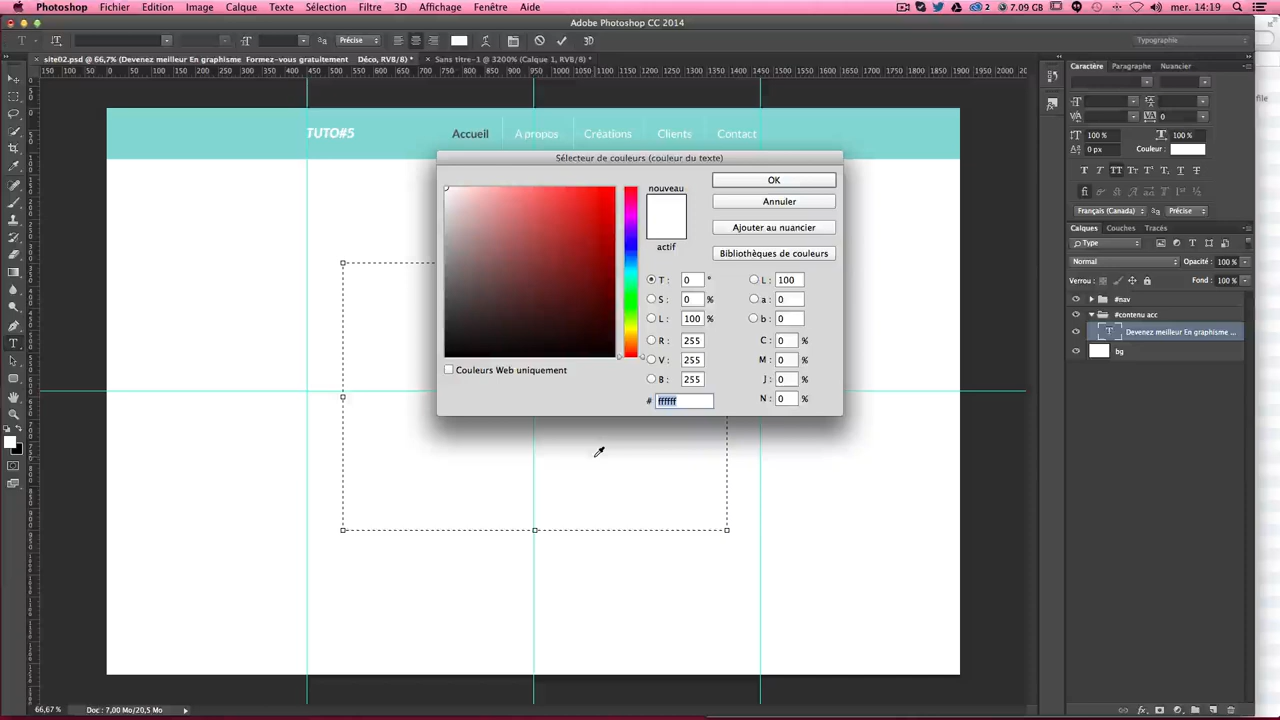 Photoshop Fichier Edition Image Calque Texte Sélection Filtre 3D Affichage Fenêtre Aide 2 7.09 GB mer. 14:19
Adobe Photoshop CC 2014
T Précise 3D Typographie
site02.psd @ 66,7% (Devenez meilleur En graphisme Formez-vous gratuitement Déco, RVB/8) * × Sans titre-1 @ 3200% (Calque 1, RVB/8) *
Caractère Paragraphe Nuancier
TUTO#5 Accueil A propos Créations Clients Contact
0
100 % 100 %
0 px Couleur :
Français (Canada) Précise
Calques Couches Tracés
Type
Normal Opacité : 100 %
Verrou : Fond : 100 %
#nav
#contenu acc
T Devenez meilleur En graphisme ...
bg
Sélecteur de couleurs (couleur du texte)
nouveau
actif
OK
Annuler
Ajouter au nuancier
Bibliothèques de couleurs
T : 0 ° L : 100
S : 0 % a : 0
L : 100 % b : 0
R : 255 C : 0 %
V : 255 M : 0 %
B : 255 J : 0 %
# ffffff N : 0 %
Couleurs Web uniquement
66,67% Doc : 7,00 Mo/20,5 Mo